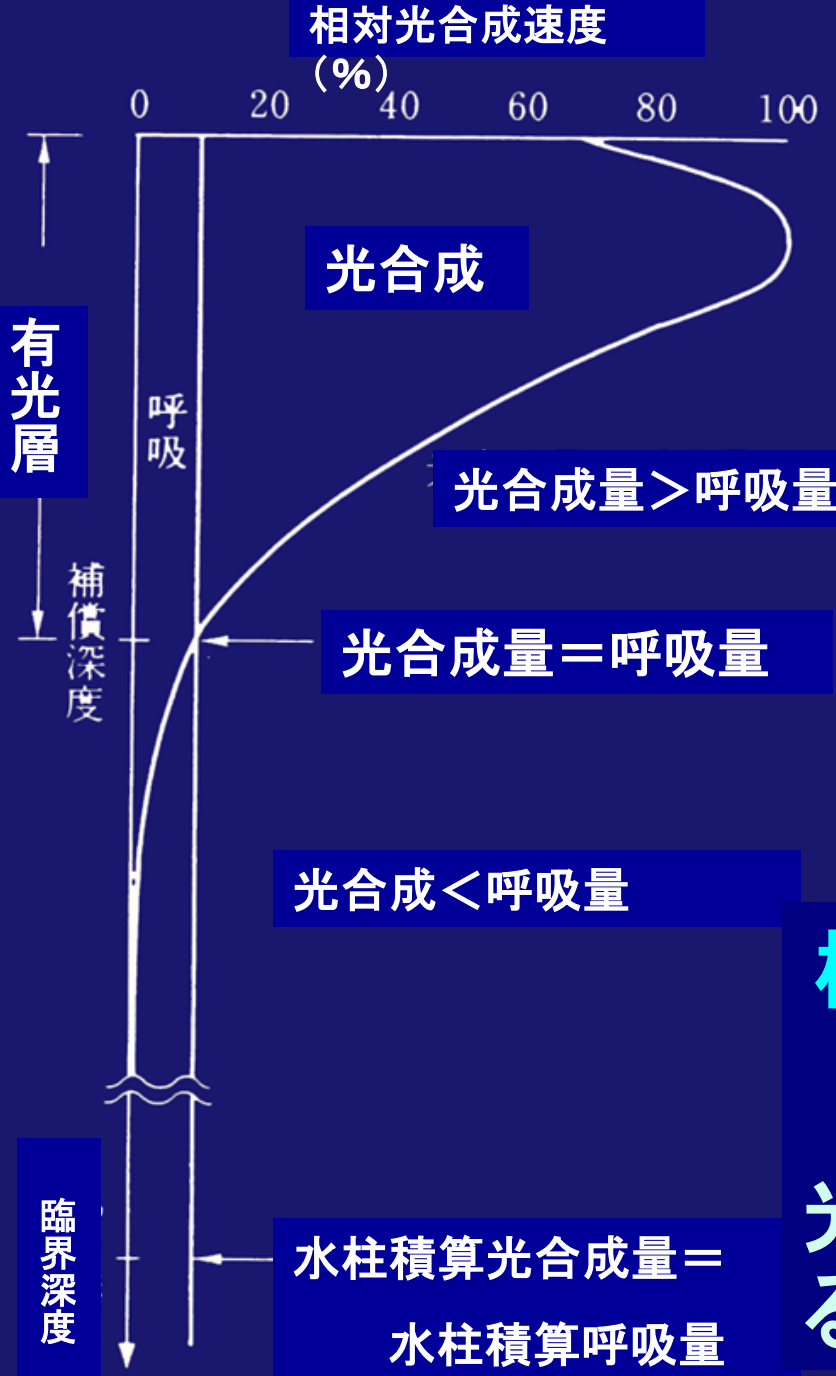 相対光合成速度
(%)
0 20 40 60 80 100
光合成
有光層
呼吸
光合成量＞呼吸量
補償深度
光合成量＝呼吸量
光合成＜呼吸量
臨界深度
水柱積算光合成量＝
水柱積算呼吸量
る